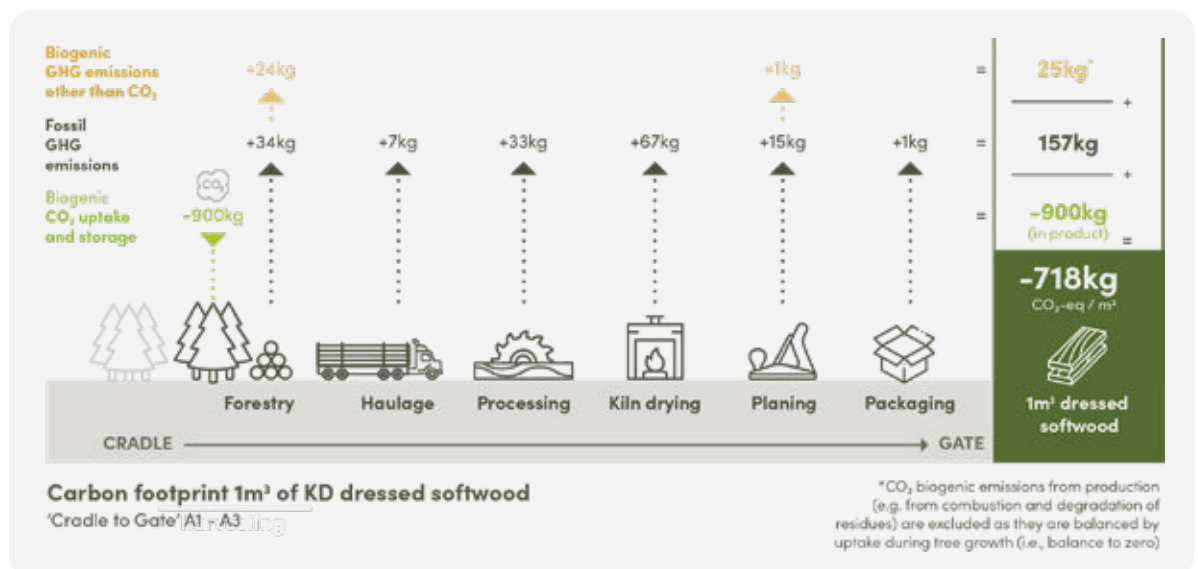 Biogenic
GHG emissions
other than CO₂
+24kg
+1kg
=
25kg*
+
Fossil
GHG
emissions
+34kg
+7kg
+33kg
+67kg
+15kg
+1kg
=
157kg
+
Biogenic
CO₂ uptake
and storage
CO₂
-900kg
=
-900kg
(in product)
=
-718kg
CO₂-eq / m³
Forestry
Haulage
Processing
Kiln drying
Planing
Packaging
1m³ dressed
softwood
CRADLE
GATE
Carbon footprint 1m³ of KD dressed softwood
'Cradle to Gate' A1 - A3
*CO₂ biogenic emissions from production
(e.g. from combustion and degradation of
residues) are excluded as they are balanced by
uptake during tree growth (i.e., balance to zero)